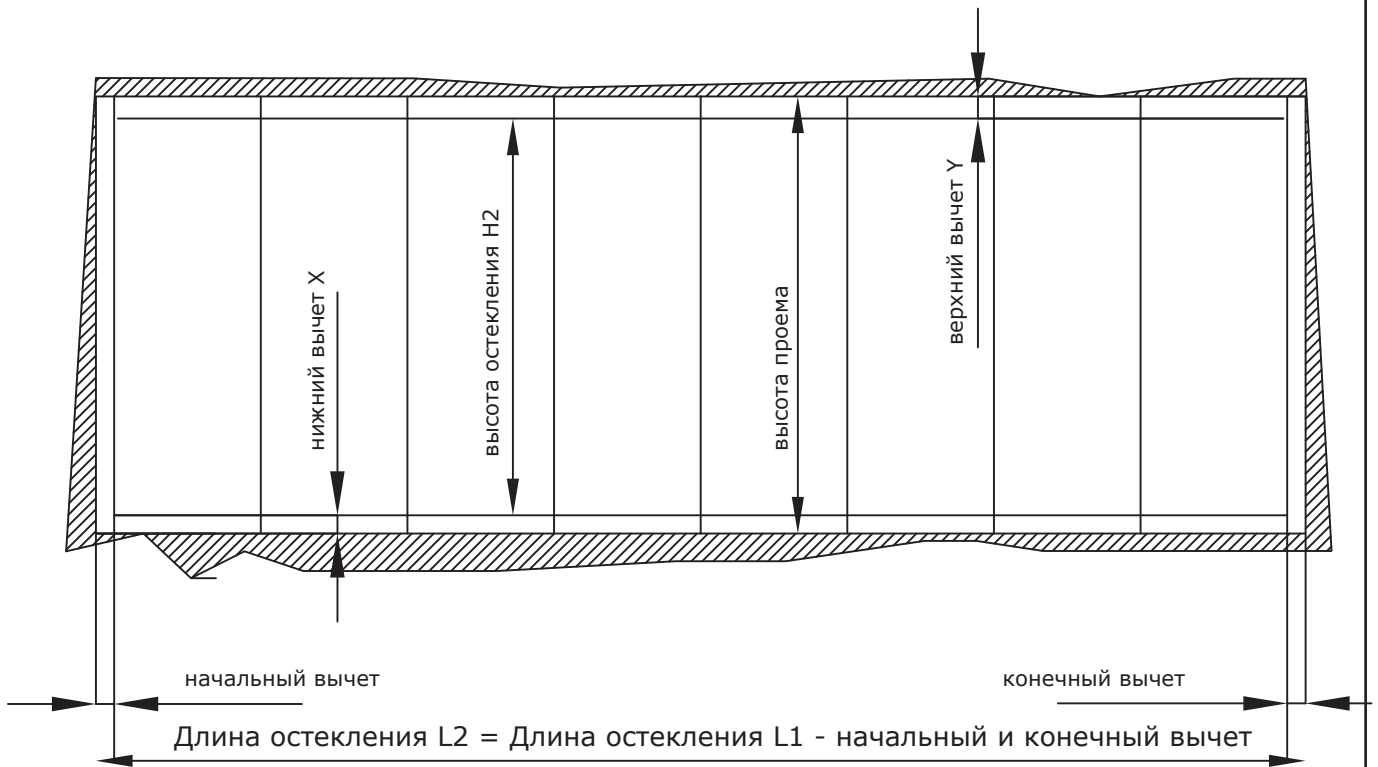 верхний вычет Y
высота остекления H2
нижний вычет X
высота проема
начальный вычет
конечный вычет
Длина остекления L2 = Длина остекления L1 - начальный и конечный вычет